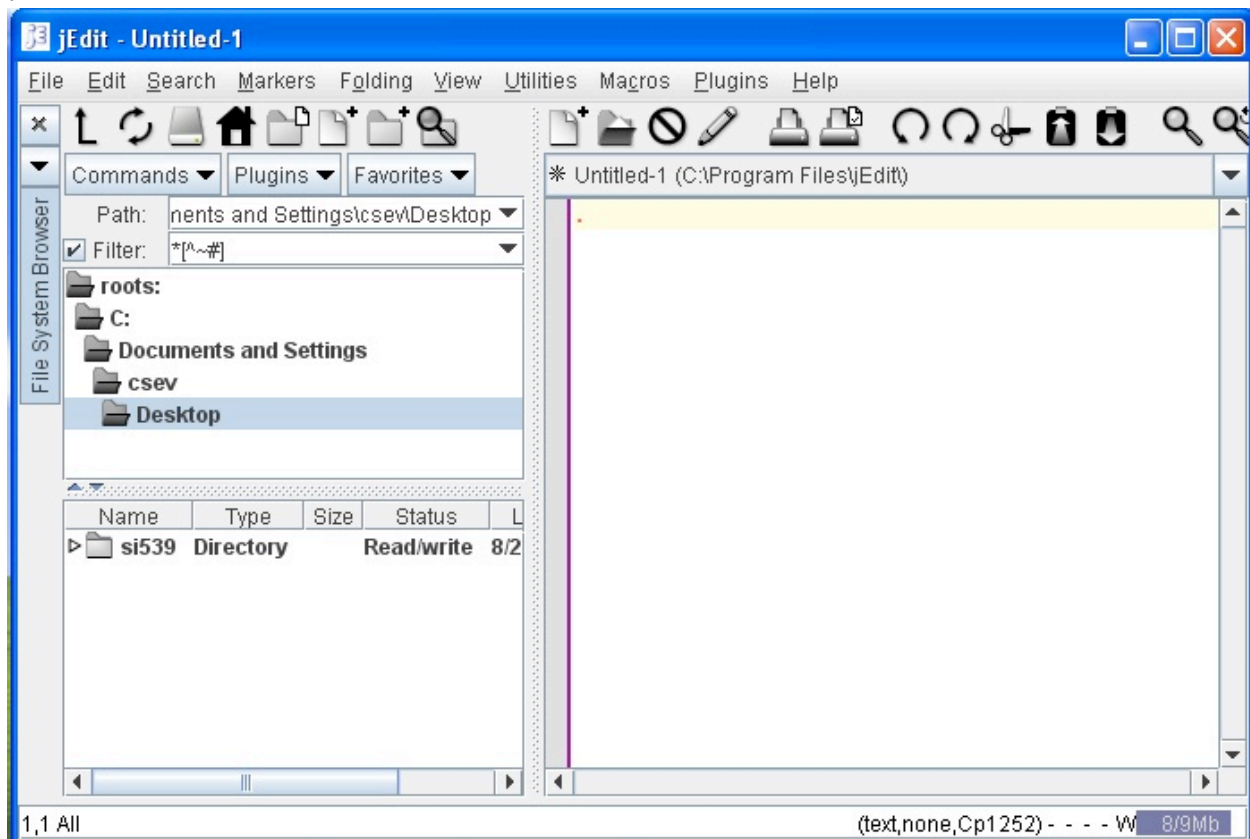 jEdit - Untitled-1
File Edit Search Markers Folding View Utilities Macros Plugins Help
Commands Plugins Favorites
* Untitled-1 (C:\Program Files\jEdit\)
File System Browser
Path: nents and Settings\csev\Desktop
Filter: *[^~#]
roots:
C:
Documents and Settings
csev
Desktop
Name Type Size Status L
si539 Directory Read/write 8/2
1,1 All
(text,none,Cp1252) - - - - W 8/9Mb